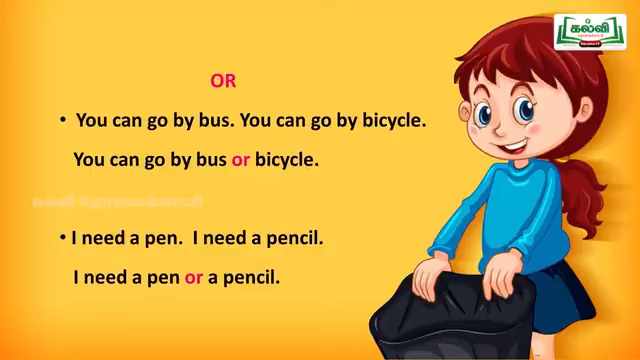 கல்வி
OR
• You can go by bus. You can go by bicycle.
You can go by bus or bicycle.
• I need a pen. I need a pencil.
I need a pen or a pencil.